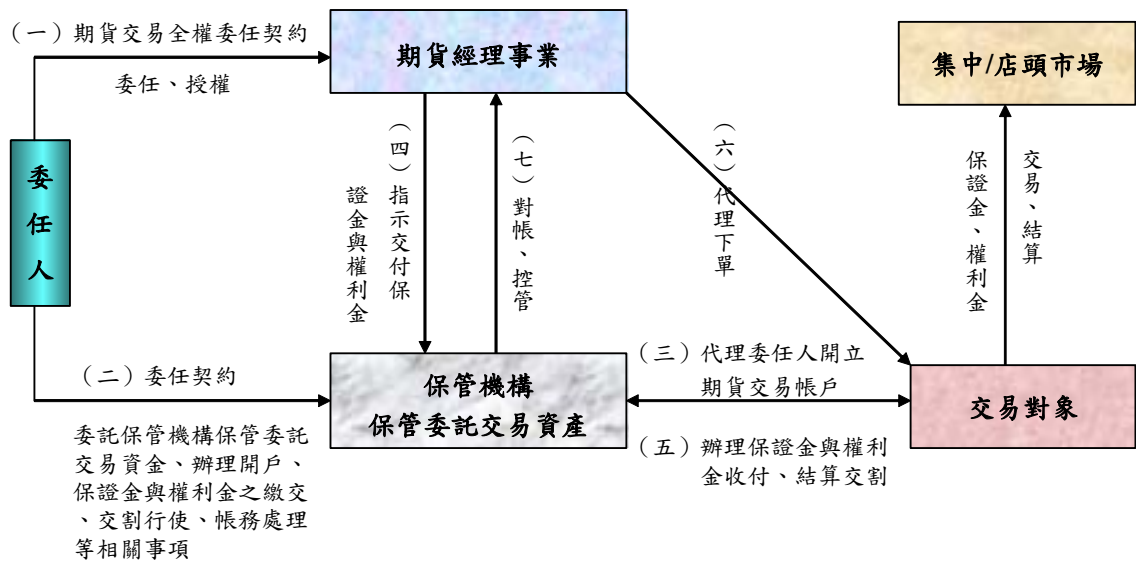 （一）期貨交易全權委任契約
委任、授權
期貨經理事業
集中/店頭市場
委任人
（四）指示交付保
證金與權利金
（七）對帳、控管
（六）代理下單
交易、結算
保證金、權利金
（二）委任契約
保管機構
保管委託交易資產
（三）代理委任人開立
期貨交易帳戶
交易對象
（五）辦理保證金與權利
金收付、結算交割
委託保管機構保管委託
交易資金、辦理開戶、
保證金與權利金之繳交
、交割行使、帳務處理
等相關事項